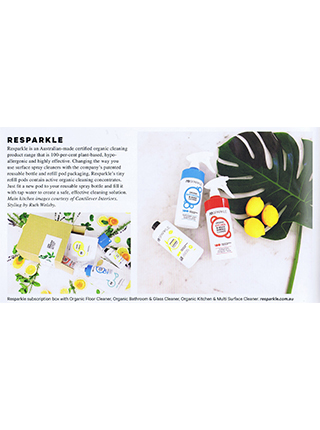 RESPARKLE
Resparkle is an Australian-made certified organic cleaning
product range that is 100-per-cent plant-based, hypo-
allergenic and highly effective. Changing the way you
use surface spray cleaners with the company's patented
reusable bottle and refill pod packaging. Resparkle's tiny
refill pods contain active organic cleaning concentrates.
Just fit a new pod to your reusable spray bottle and fill it
with tap water to create a safe, effective cleaning solution.
Main kitchen images courtesy of Cantilever Interiors.
Styling by Ruth Welsby.
Resparkle subscription box with Organic Floor Cleaner, Organic Bathroom & Glass Cleaner, Organic Kitchen & Multi Surface Cleaner. resparkle.com.au